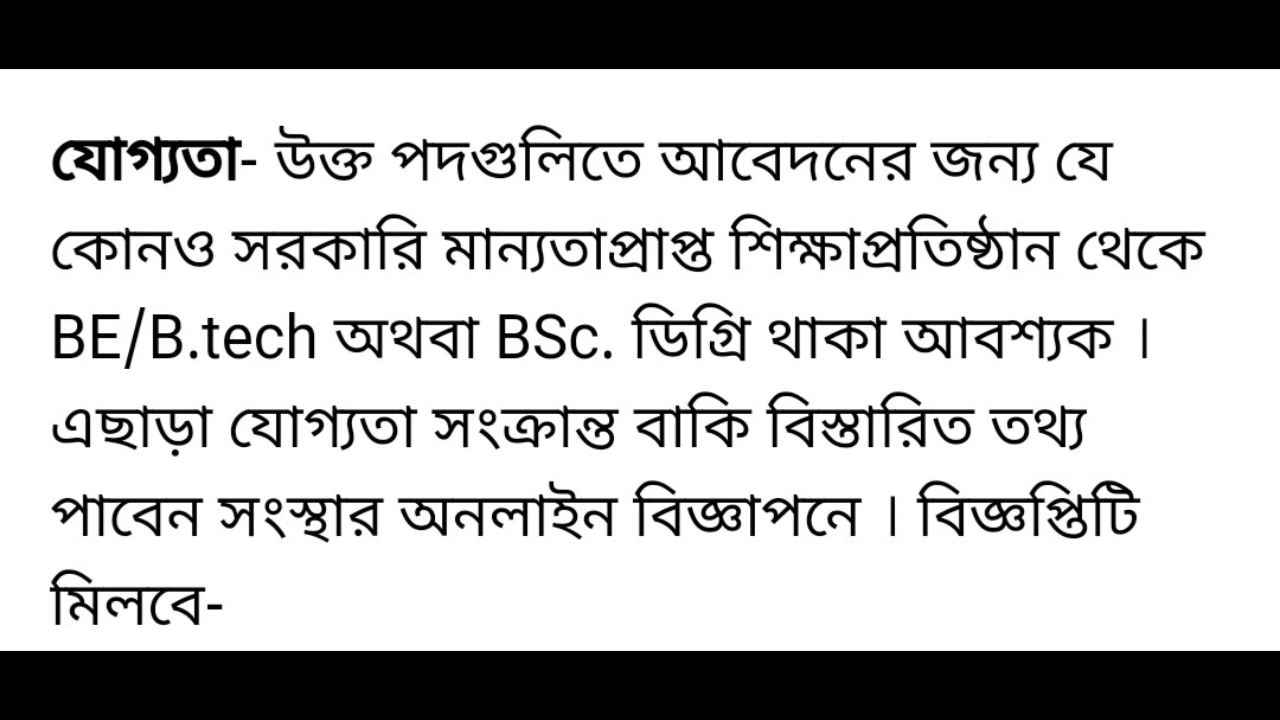 যোগ্যতা- উক্ত পদগুলিতে আবেদনের জন্য যে
কোনও সরকারি মান্যতাপ্রাপ্ত শিক্ষাপ্রতিষ্ঠান থেকে
BE/B.tech অথবা BSc. ডিগ্রি থাকা আবশ্যক ।
এছাড়া যোগ্যতা সংক্রান্ত বাকি বিস্তারিত তথ্য
পাবেন সংস্থার অনলাইন বিজ্ঞাপনে । বিজ্ঞপ্তিটি
মিলবে-